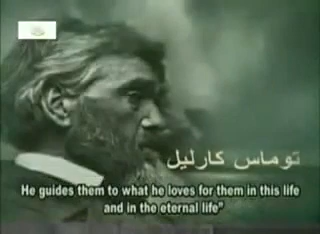 توماس كارليل
He guides them to what he loves for them in this life
and in the eternal life"